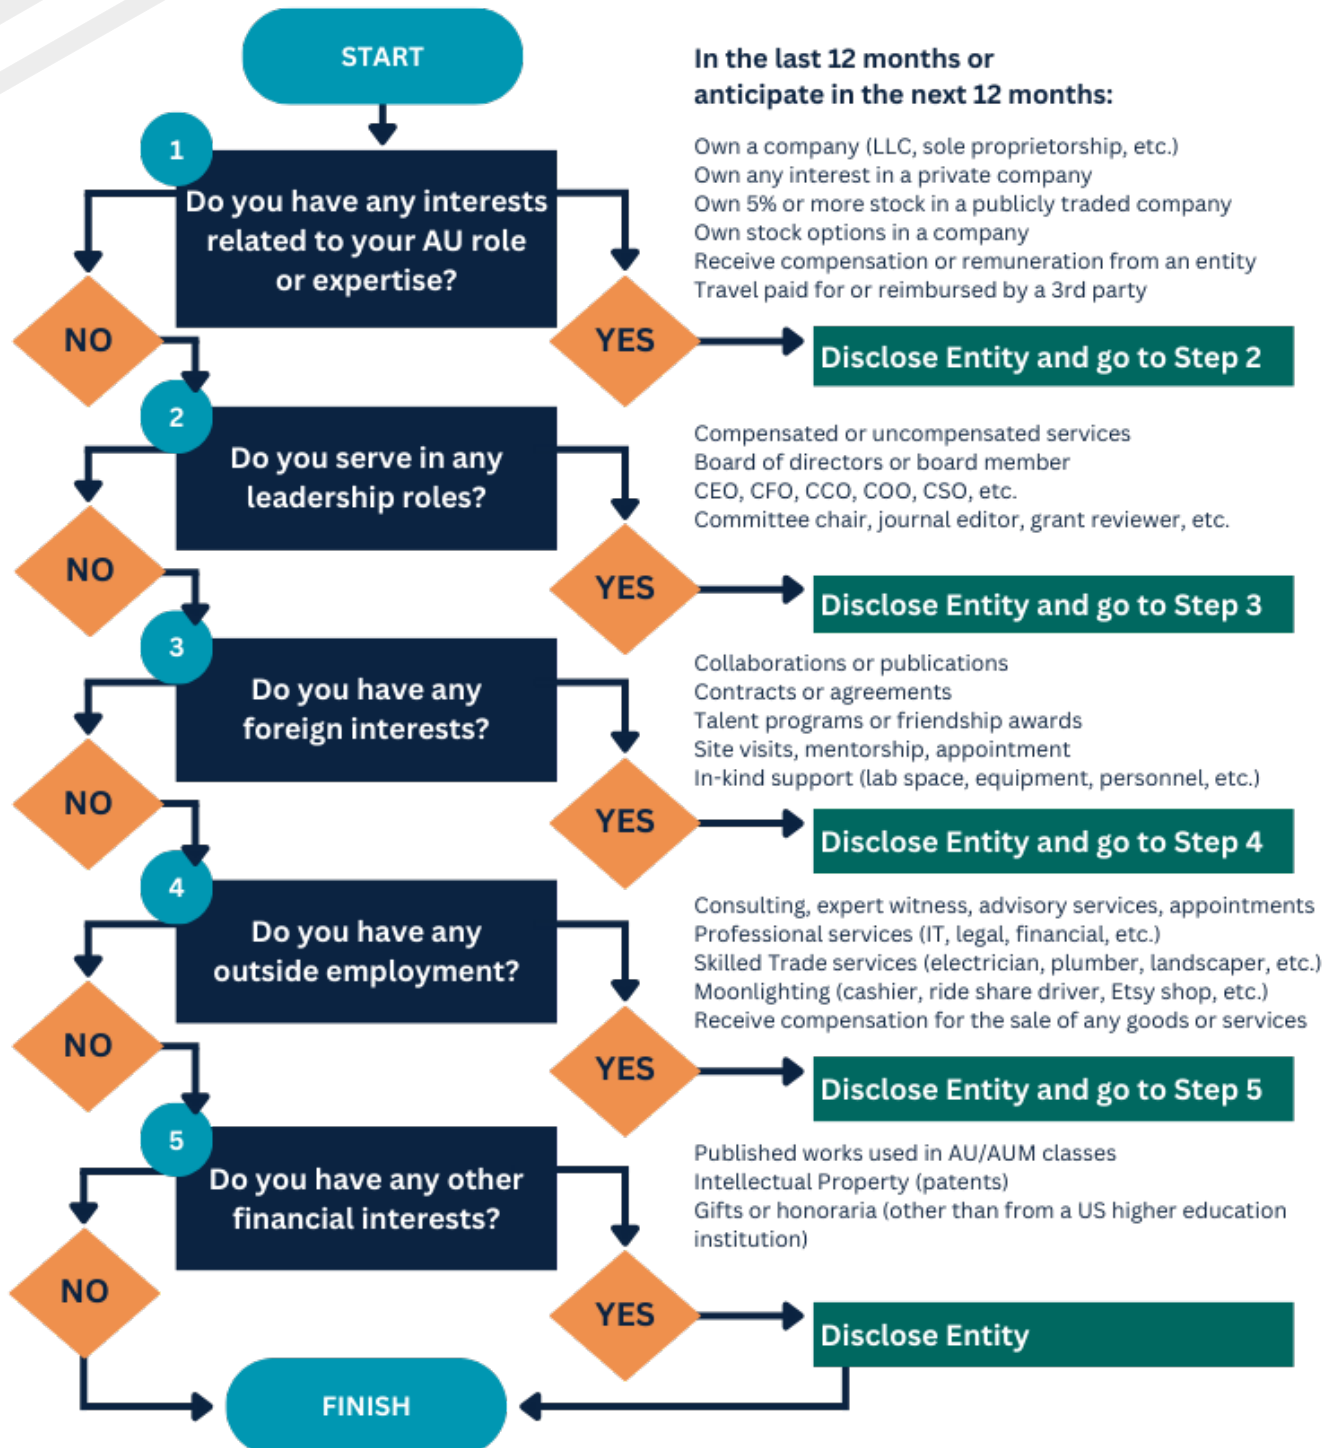 START
In the last 12 months or
anticipate in the next 12 months:
1
Do you have any interests
related to your AU role
or expertise?
Own a company (LLC, sole proprietorship, etc.)
Own any interest in a private company
Own 5% or more stock in a publicly traded company
Own stock options in a company
Receive compensation or remuneration from an entity
Travel paid for or reimbursed by a 3rd party
NO
YES
Disclose Entity and go to Step 2
2
Do you serve in any
leadership roles?
Compensated or uncompensated services
Board of directors or board member
CEO, CFO, CCO, COO, CSO, etc.
Committee chair, journal editor, grant reviewer, etc.
NO
YES
Disclose Entity and go to Step 3
3
Do you have any
foreign interests?
Collaborations or publications
Contracts or agreements
Talent programs or friendship awards
Site visits, mentorship, appointment
In-kind support (lab space, equipment, personnel, etc.)
NO
YES
Disclose Entity and go to Step 4
4
Do you have any
outside employment?
Consulting, expert witness, advisory services, appointments
Professional services (IT, legal, financial, etc.)
Skilled Trade services (electrician, plumber, landscaper, etc.)
Moonlighting (cashier, ride share driver, Etsy shop, etc.)
Receive compensation for the sale of any goods or services
NO
YES
Disclose Entity and go to Step 5
5
Do you have any other
financial interests?
Published works used in AU/AUM classes
Intellectual Property (patents)
Gifts or honoraria (other than from a US higher education
institution)
NO
YES
Disclose Entity
FINISH